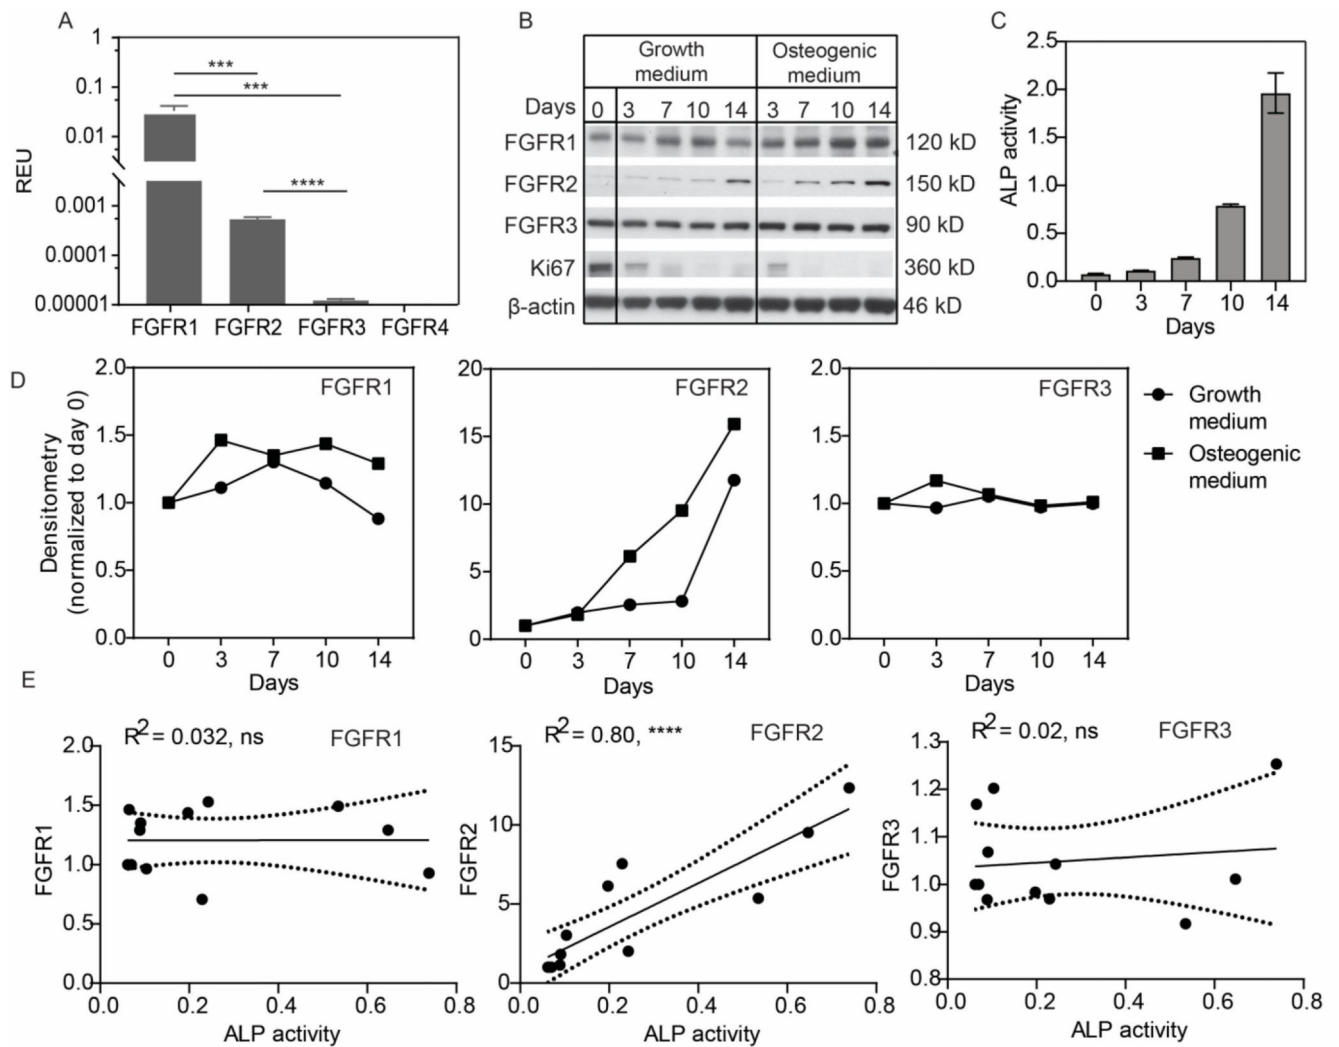 A
REU
1
0.1
0.01
0.001
0.0001
0.00001
***
***
****
FGFR1 FGFR2 FGFR3 FGFR4
B
Growth medium
Osteogenic medium
Days 0 3 7 10 14 3 7 10 14
FGFR1 120 kD
FGFR2 150 kD
FGFR3 90 kD
Ki67 360 kD
β-actin 46 kD
C
ALP activity
2.5
2.0
1.5
1.0
0.5
0.0
0 3 7 10 14
Days
D
Densitometry
(normalized to day 0)
FGFR1
2.0
1.5
1.0
0.5
0.0
0 3 7 10 14
Days
FGFR2
20
15
10
5
0
0 3 7 10 14
Days
FGFR3
2.0
1.5
1.0
0.5
0.0
0 3 7 10 14
Days
Growth
medium
Osteogenic
medium
E
R2 = 0.032, ns FGFR1
FGFR1
2.0
1.5
1.0
0.5
0.0
0.0 0.2 0.4 0.6 0.8
ALP activity
R2 = 0.80, **** FGFR2
FGFR2
15
10
5
0
0.0 0.2 0.4 0.6 0.8
ALP activity
R2 = 0.02, ns FGFR3
FGFR3
1.3
1.2
1.1
1.0
0.9
0.8
0.0 0.2 0.4 0.6 0.8
ALP activity